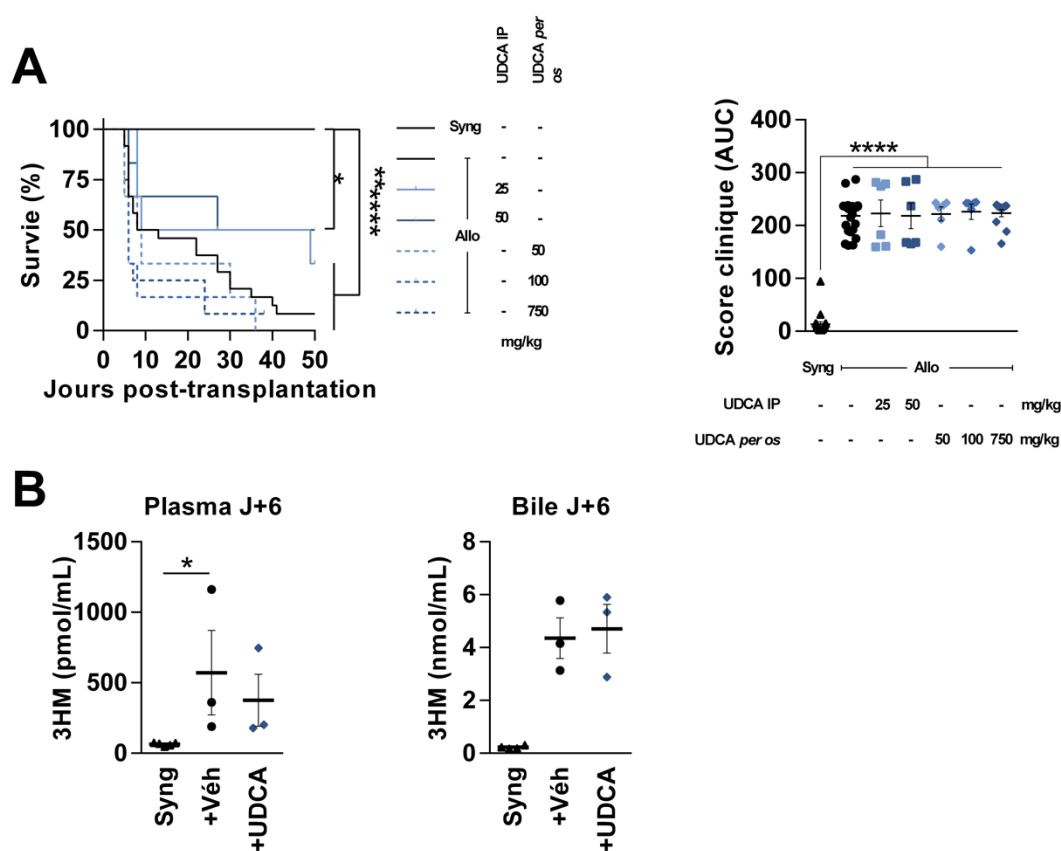 A
UDCA IP
UDCA per
os
Survie (%)
100
75
50
25
0
0 10 20 30 40 50
Jours post-transplantation
*
******
Syng - -
- -
25 -
50 -
Allo
- 50
- 100
- 750
mg/kg
Score clinique (AUC)
400
300
200
100
0
****
Syng Allo
UDCA IP - - 25 50 - - - mg/kg
UDCA per os - - - - 50 100 750 mg/kg
B
Plasma J+6
3HM (pmol/mL)
1500
1000
500
0
*
Syng
+Véh
+UDCA
Bile J+6
3HM (nmol/mL)
8
6
4
2
0
Syng
+Véh
+UDCA